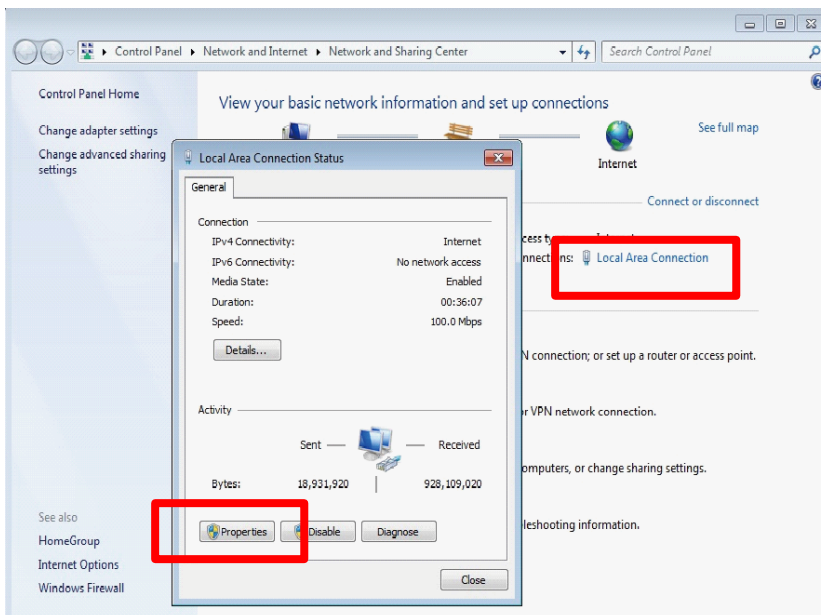 Control Panel ▸ Network and Internet ▸ Network and Sharing Center
Search Control Panel
Control Panel Home
Change adapter settings
Change advanced sharing
settings
View your basic network information and set up connections
See full map
Internet
Connect or disconnect
Local Area Connection
N connection; or set up a router or access point.
r VPN network connection.
omputers, or change sharing settings.
leshooting information.
Local Area Connection Status
General
Connection
IPv4 Connectivity: Internet
IPv6 Connectivity: No network access
Media State: Enabled
Duration: 00:36:07
Speed: 100.0 Mbps
Details...
Activity
Sent — Received
Bytes: 18,931,920 | 928,109,020
Properties Disable Diagnose
Close
See also
HomeGroup
Internet Options
Windows Firewall